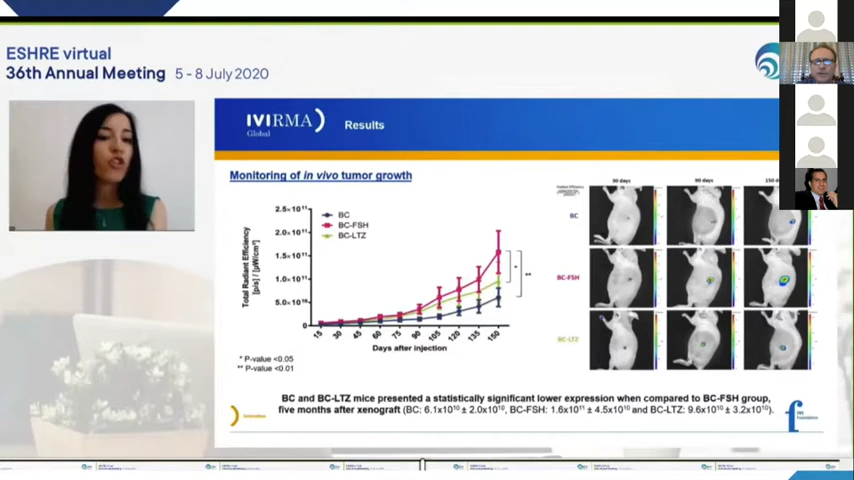 ESHRE virtual
36th Annual Meeting 5 - 8 July 2020
IVIRMA
Global
Results
Monitoring of in vivo tumor growth
Total Radiant Efficiency
[p/s] / [µW/cm²]
2.5×10¹¹
2.0×10¹¹
1.5×10¹¹
1.0×10¹¹
5.0×10¹⁰
0
BC
BC-FSH
BC-LTZ
*
**
15 30 45 60 75 90 105 120 135 150
Days after injection
* P-value <0.05
** P-value <0.01
30 days
90 days
150 d
BC
BC-FSH
BC-LTZ
BC and BC-LTZ mice presented a statistically significant lower expression when compared to BC-FSH group,
five months after xenograft (BC: 6.1x10¹⁰ ± 2.0x10¹⁰, BC-FSH: 1.6x10¹¹ ± 4.5x10¹⁰ and BC-LTZ: 9.6x10¹⁰ ± 3.2x10¹⁰).
Foundation